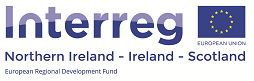 Interreg
EUROPEAN UNION
Northern Ireland - Ireland - Scotland
European Regional Development Fund